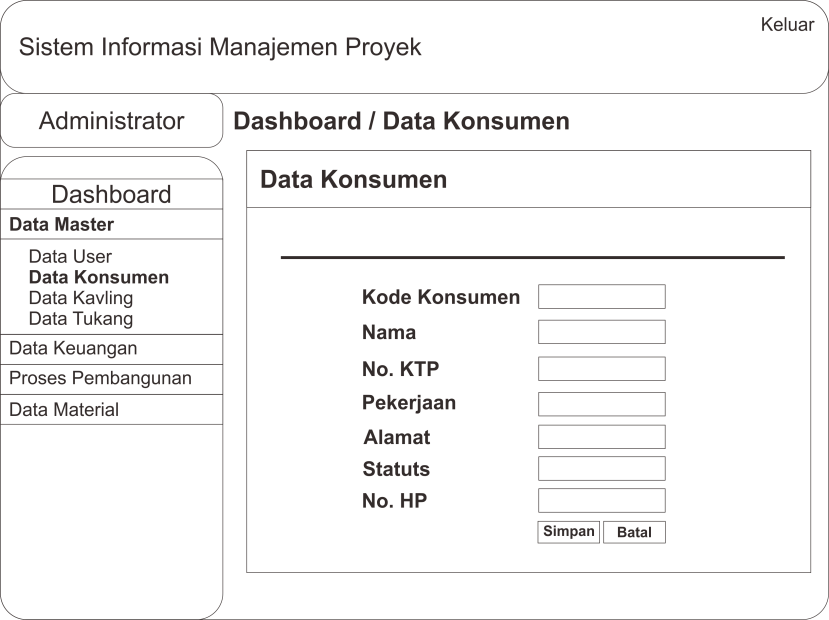 Keluar
Sistem Informasi Manajemen Proyek
Administrator
Dashboard / Data Konsumen
Dashboard
Data Master
Data User
Data Konsumen
Data Kavling
Data Tukang
Data Keuangan
Proses Pembangunan
Data Material
Data Konsumen
Kode Konsumen
Nama
No. KTP
Pekerjaan
Alamat
Statuts
No. HP
Simpan Batal